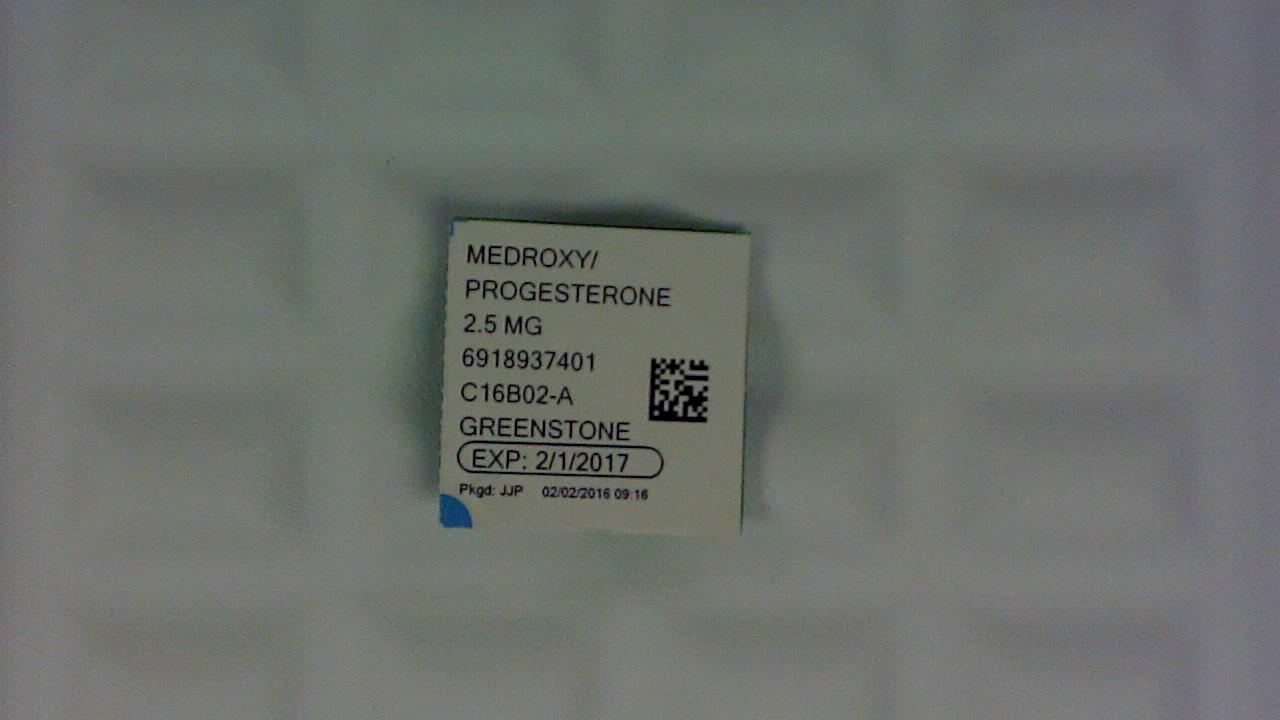 MEDROXY/
PROGESTERONE
2.5 MG
6918937401
C16B02-A
GREENSTONE
EXP: 2/1/2017
Pkgd: JJP 02/02/2016 09:16